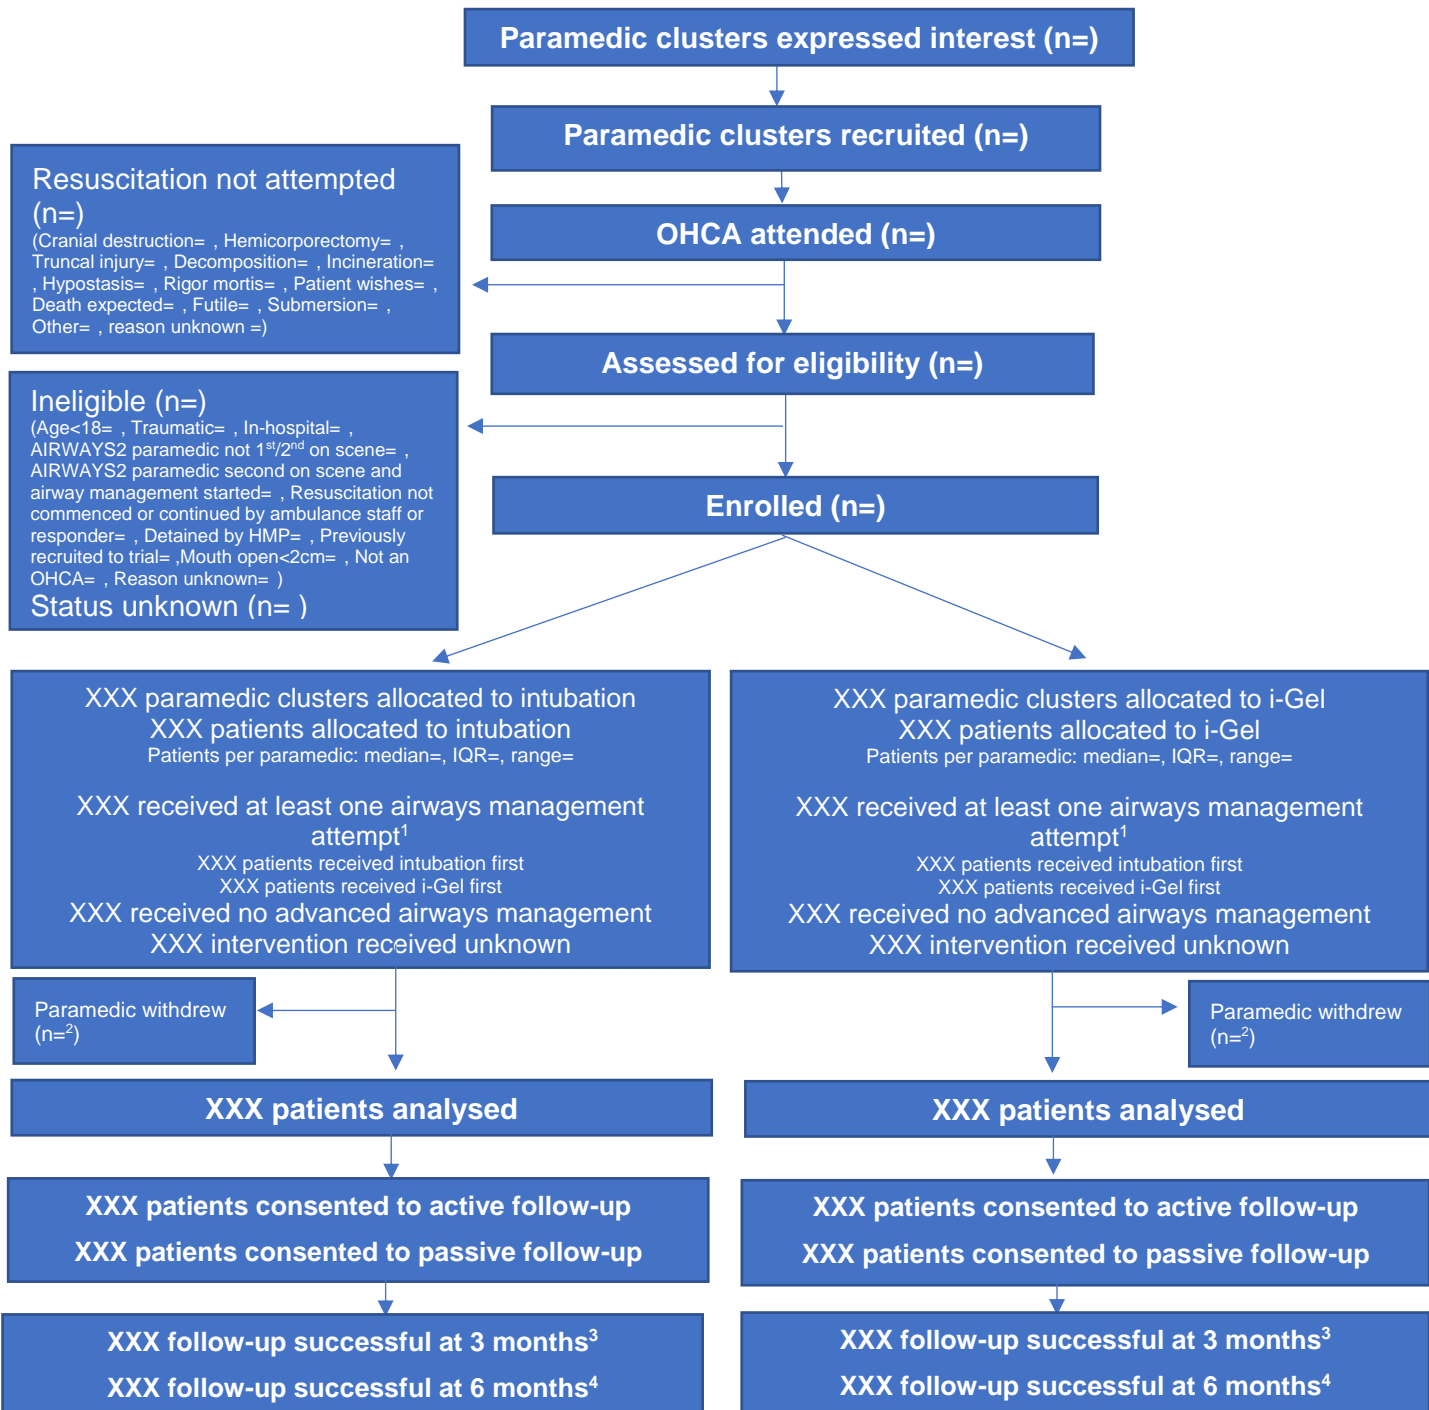 Paramedic clusters expressed interest (n=)
Paramedic clusters recruited (n=)
Resuscitation not attempted
(n=)
(Cranial destruction= , Hemicorporectomy= ,
Truncal injury= , Decomposition= , Incineration=
, Hypostasis= , Rigor mortis= , Patient wishes= ,
Death expected= , Futile= , Submersion= ,
Other= , reason unknown =)
OHCA attended (n=)
Assessed for eligibility (n=)
Ineligible (n=)
(Age<18= , Traumatic= , In-hospital= ,
AIRWAYS2 paramedic not 1st/2nd on scene= ,
AIRWAYS2 paramedic second on scene and
airway management started= , Resuscitation not
commenced or continued by ambulance staff or
responder= , Detained by HMP= , Previously
recruited to trial= ,Mouth open<2cm= , Not an
OHCA= , Reason unknown= )
Status unknown (n= )
Enrolled (n=)
XXX paramedic clusters allocated to intubation
XXX patients allocated to intubation
Patients per paramedic: median=, IQR=, range=
XXX received at least one airways management
attempt1
XXX patients received intubation first
XXX patients received i-Gel first
XXX received no advanced airways management
XXX intervention received unknown
XXX paramedic clusters allocated to i-Gel
XXX patients allocated to i-Gel
Patients per paramedic: median=, IQR=, range=
XXX received at least one airways management
attempt1
XXX patients received intubation first
XXX patients received i-Gel first
XXX received no advanced airways management
XXX intervention received unknown
Paramedic withdrew
(n=2)
Paramedic withdrew
(n=2)
XXX patients analysed
XXX patients analysed
XXX patients consented to active follow-up
XXX patients consented to passive follow-up
XXX patients consented to active follow-up
XXX patients consented to passive follow-up
XXX follow-up successful at 3 months3
XXX follow-up successful at 6 months4
XXX follow-up successful at 3 months3
XXX follow-up successful at 6 months4